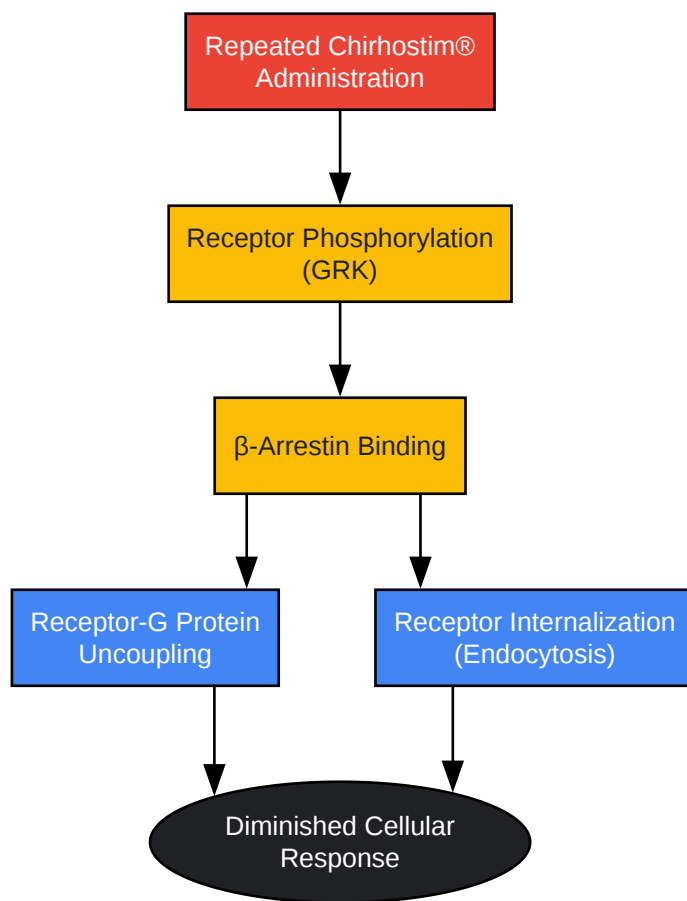 Repeated Chirhostim®
Administration
Receptor Phosphorylation
(GRK)
β-Arrestin Binding
Receptor-G Protein
Uncoupling
Receptor Internalization
(Endocytosis)
Diminished Cellular
Response